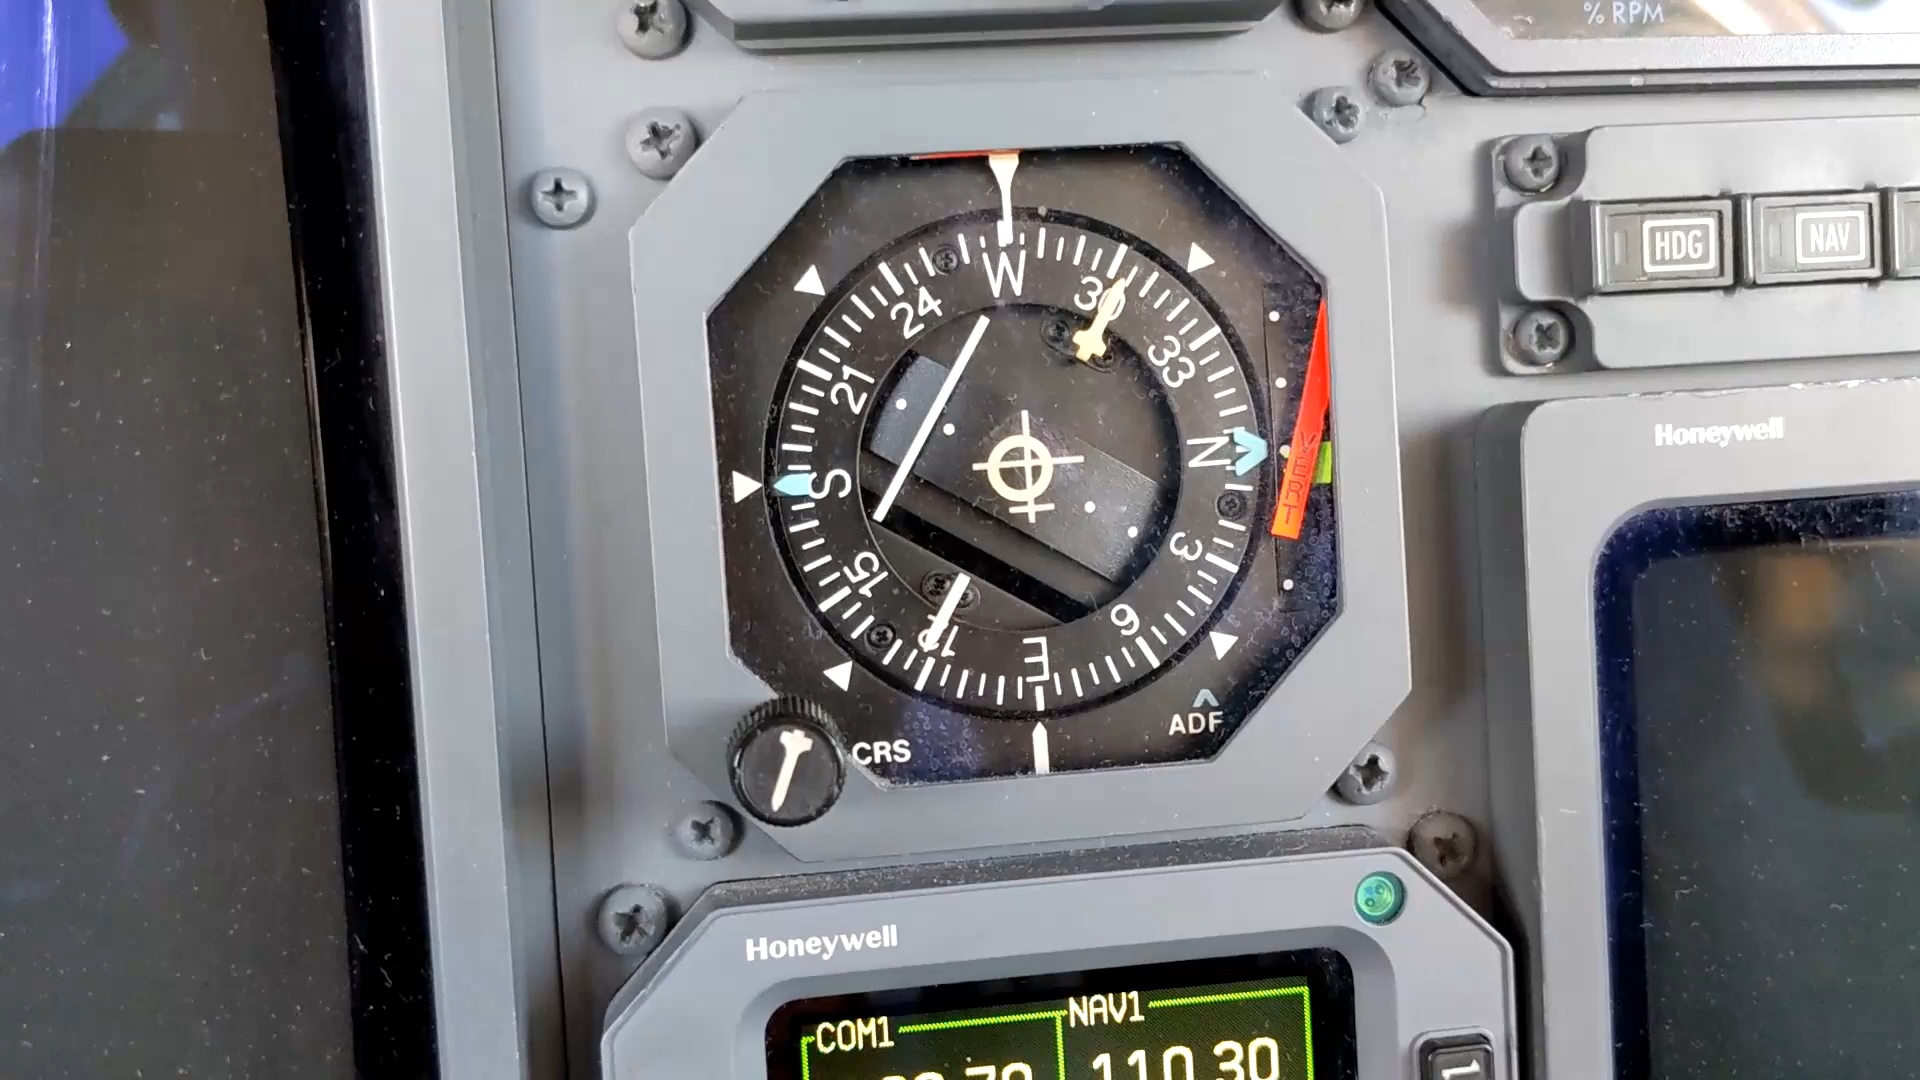 % RPM
HDG
NAV
W
30
33
N
3
6
E
12
15
S
21
24
VERT
Honeywell
ADF
CRS
Honeywell
COM1
NAV1
110.30